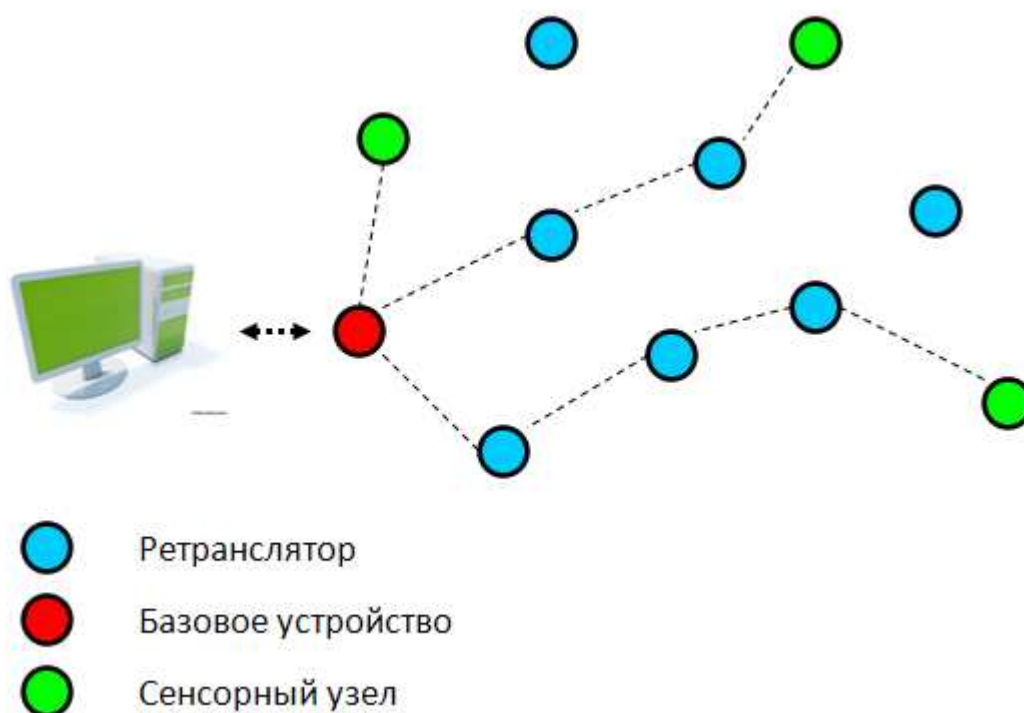 Ретранслятор
Базовое устройство
Сенсорный узел